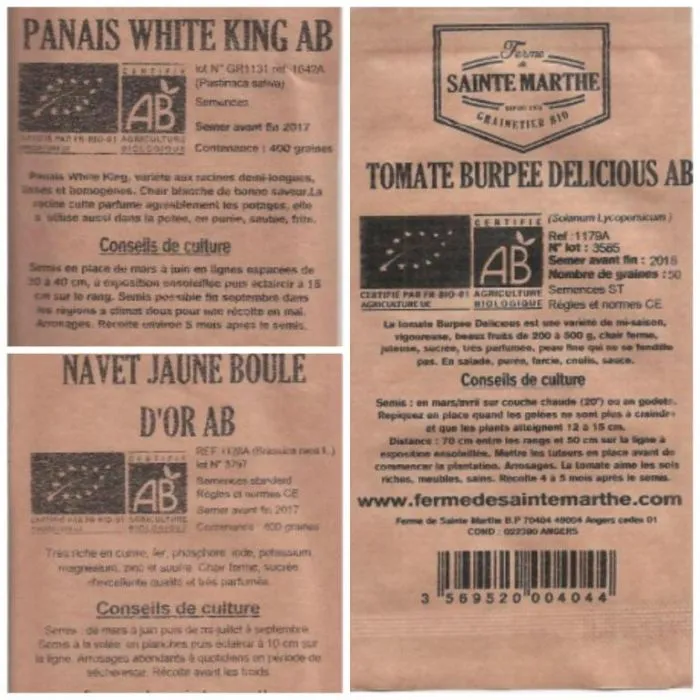 PANAIS WHITE KING AB
CERTIFIÉ
AB
CERTIFIÉ PAR FR-BIO-01
AGRICULTURE
BIOLOGIQUE
lot N° GR1131 réf 1642A
(Pastinaca sativa)
Semences
Semer avant fin 2017
Contenance : 400 graines
Panais White King, variété aux racines demi-longues,
lisses et homogènes. Chair blanche de bonne saveur. La
racine cuite parfume agréablement les potages, elle
s utilise aussi dans la potée, en purée, sautée, frite.
Conseils de culture
Semis en place de mars à juin en lignes espacées de
30 à 40 cm, à exposition ensoleillée puis éclaircir à 15
cm sur le rang. Semis possible fin septembre dans
les régions à climat doux pour une récolte en mai.
Arrosages. Récolte environ 5 mois après le semis.
NAVET JAUNE BOULE
D'OR AB
CERTIFIÉ
AB
AGRICULTURE
BIOLOGIQUE
REF 1128A
lot N° 3797
Semences standard
Règles et normes CE
Semer avant fin 2017
Contenance : 400 graines
Très riche en cuivre, fer, phosphore, iode, potassium
magnésium, zinc et soufre. Chair ferme, sucrée
d'excellente qualité et très parfumée.
Conseils de culture
Semis : de mars à juin puis de mi-juillet à septembre.
Semis à la volée, en planches puis éclaircir à 10 cm sur
la ligne. Arrosages abondants & quotidiens en période de
sécheresse. Récolte avant les froids
Ferme
de
SAINTE MARTHE
DEPUIS
GRAINETIER BIO
TOMATE BURPEE DELICIOUS AB
CERTIFIÉ
AB
CERTIFIÉ PAR FR-BIO-01
AGRICULTURE UE
AGRICULTURE
BIOLOGIQUE
(Solanum Lycopersicum )
Ref :1179A
N° lot : 3565
Semer avant fin : 2018
Nombre de graines :50
Semences ST
Règles et normes CE
La tomate Burpee Delicious est une variété de mi-saison,
vigoureuse, beaux fruits de 200 à 500 g, chair ferme,
juteuse, sucrée, très parfumée, peau fine qui ne se fendille
pas. En salade, purée, farcie, coulis, sauce.
Conseils de culture
Semis : en mars/avril sur couche chaude (20°) ou en godets.
Repiquez en place quand les gelées ne sont plus à craindre
et que les plants atteignent 12 à 15 cm.
Distance : 70 cm entre les rangs et 50 cm sur la ligne à
exposition ensoleillée. Mettre les tuteurs en place avant de
commencer la plantation. Arrosages. La tomate aime les sols
riches, meubles, sains. Récolte 4 à 5 mois après le semis.
www.fermedesaintemarthe.com
Ferme de Sainte Marthe B.P 70404 49004 Angers cedex 01
COND : 022390 ANGERS
3 569520 004044